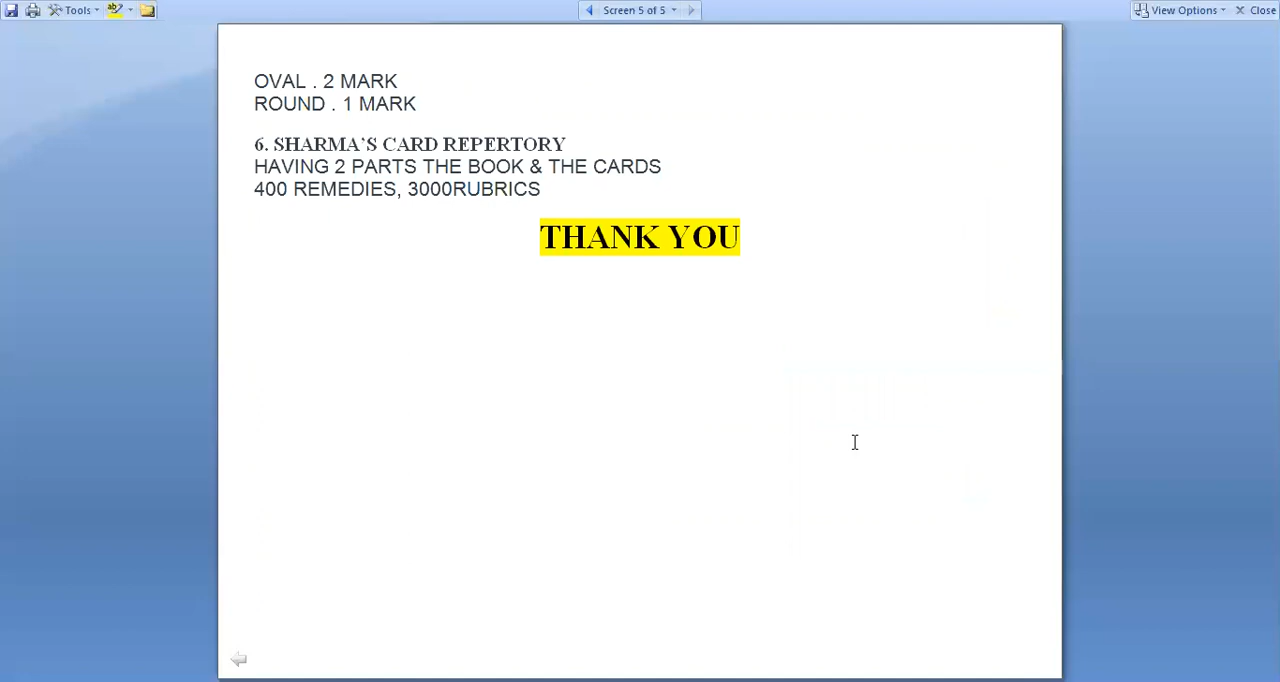 Tools
Screen 5 of 5
View Options
Close
OVAL . 2 MARK
ROUND . 1 MARK
6. SHARMA'S CARD REPERTORY
HAVING 2 PARTS THE BOOK & THE CARDS
400 REMEDIES, 3000RUBRICS
THANK YOU